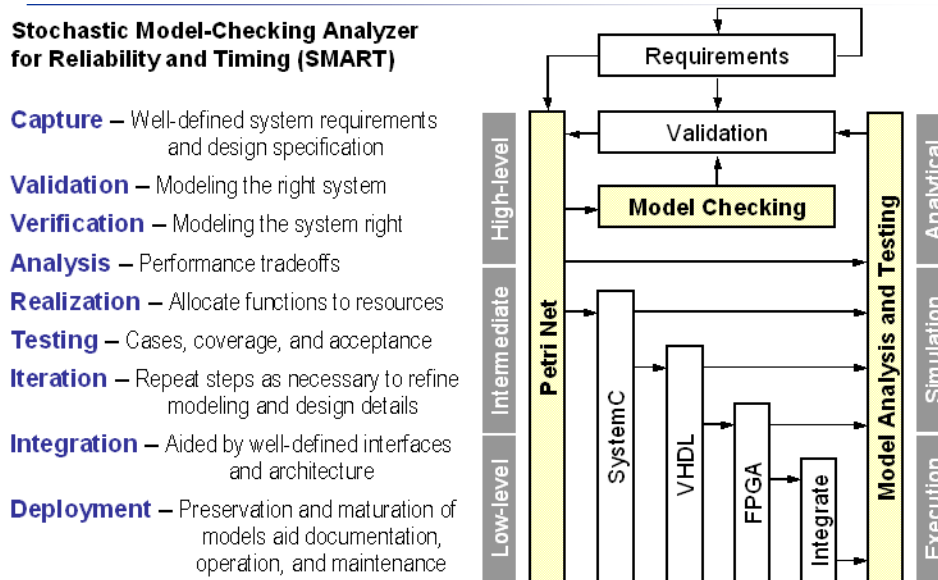 Stochastic Model-Checking Analyzer
for Reliability and Timing (SMART)
Capture – Well-defined system requirements
and design specification
Validation – Modeling the right system
Verification – Modeling the system right
Analysis – Performance tradeoffs
Realization – Allocate functions to resources
Testing – Cases, coverage, and acceptance
Iteration – Repeat steps as necessary to refine
modeling and design details
Integration – Aided by well-defined interfaces
and architecture
Deployment – Preservation and maturation of
models aid documentation,
operation, and maintenance
Requirements
Validation
Model Checking
High-level
Intermediate
Low-level
Petri Net
SystemC
VHDL
FPGA
Integrate
Model Analysis and Testing
Analytical
Simulation
Execution